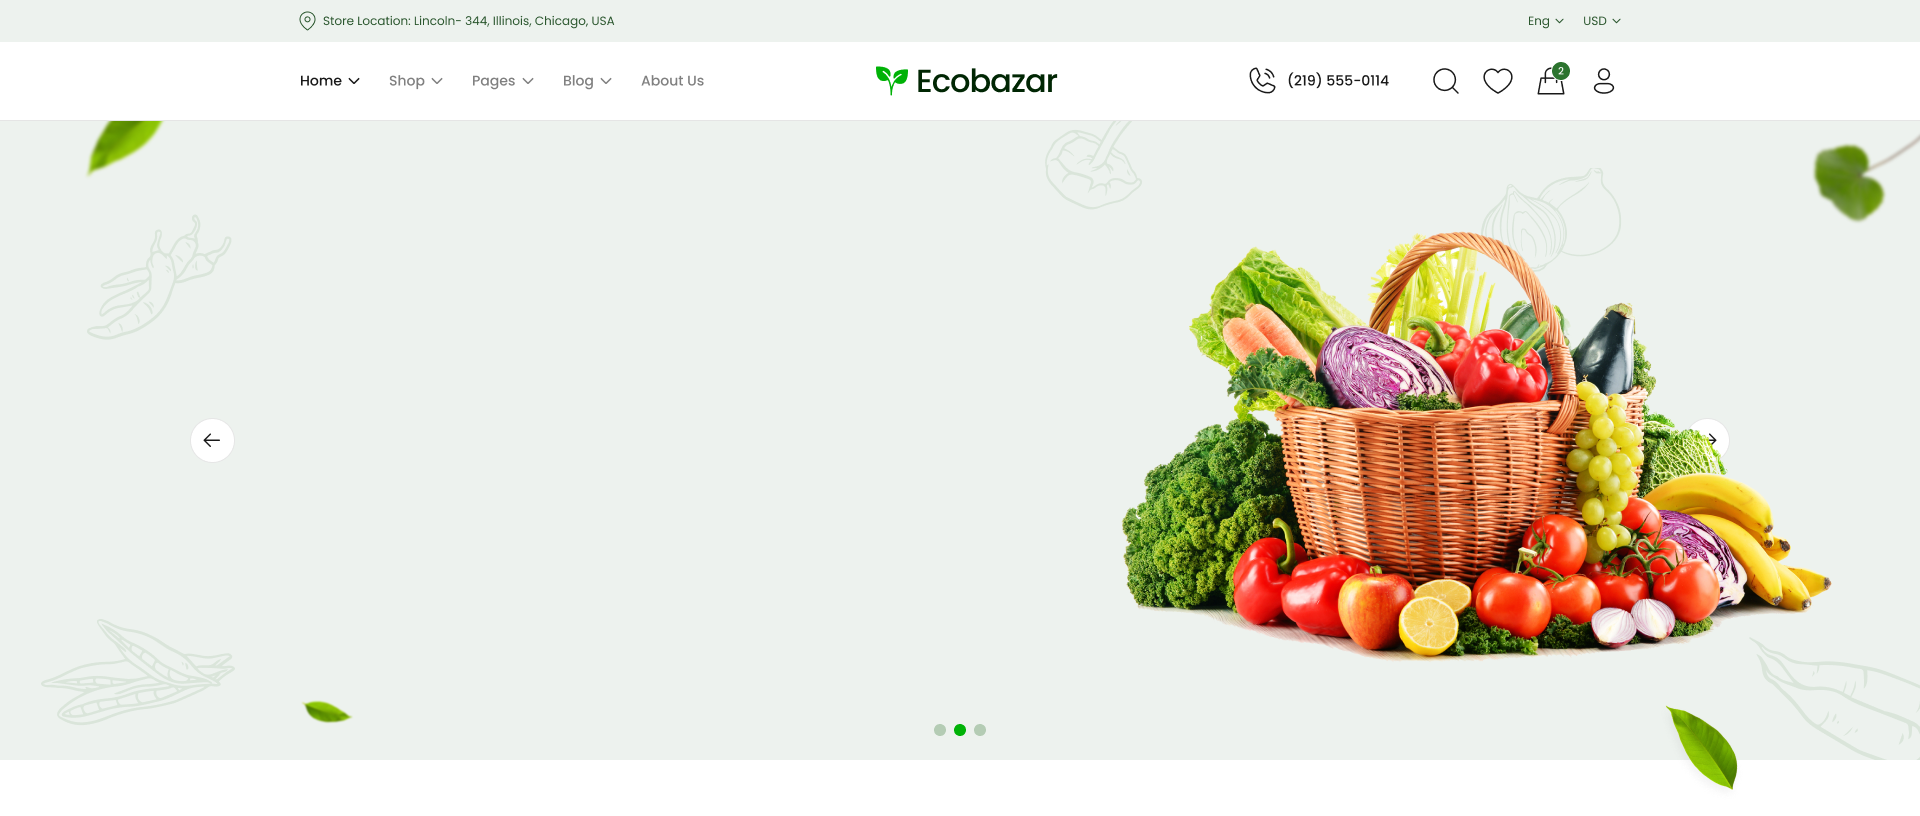 Store Location: Lincoln- 344, Illinois, Chicago, USA
Eng
USD
Home
Shop
Pages
Blog
About Us
Ecobazar
(219) 555-0114
2